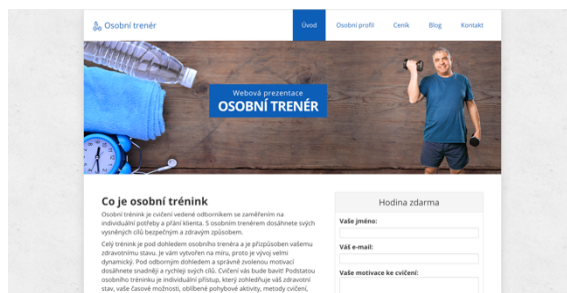 Osobní trenér
Úvod
Osobní profil
Ceník
Blog
Kontakt
Webová prezentace
OSOBNÍ TRENÉR
Co je osobní trénink
Osobní trénink je cvičení vedené odborníkem se zaměřením na
individuální potřeby a přání klienta. S osobním trenérem dosáhnete svých
vysněných cílů bezpečným a zdravým způsobem.
Celý trénink je pod dohledem osobního trenéra a je přizpůsoben vašemu
zdravotnímu stavu. Je vám vytvořen na míru, proto je vývoj velmi
dynamický. Pod odborným dohledem a správně zvolenou motivací
dosáhnete snadněji a rychleji svých cílů. Cvičení vás bude bavit! Podstatou
osobního tréninku je individuální přístup, který zohledňuje váš zdravotní
stav, vaše časové možnosti, oblíbené pohybové aktivity, metody cvičení,
Hodina zdarma
Vaše jméno:
Váš e-mail:
Vaše motivace ke cvičení: